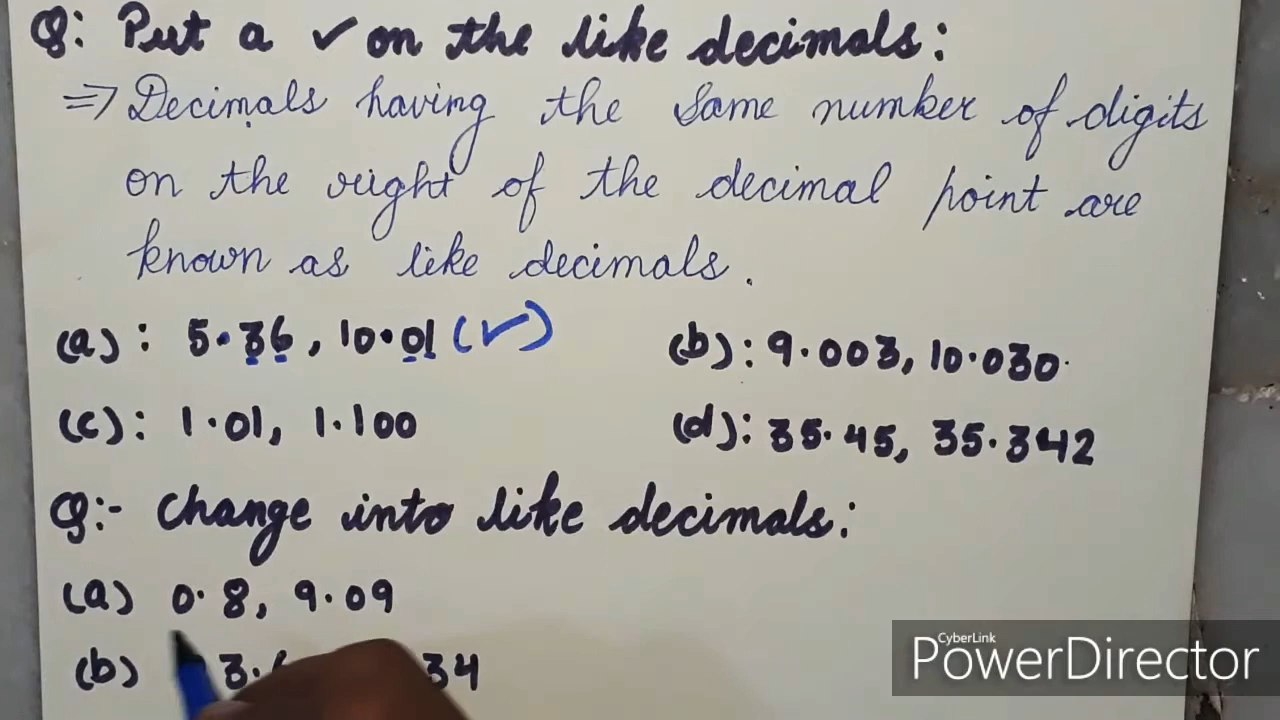 Q: Put a ✓ on the like decimals:
=> Decimals having the same number of digits
on the right of the decimal point are
known as like decimals.
(a): 5.36, 10.01 (✓) (b): 9.003, 10.030.
(c): 1.01, 1.100 (d): 35.45, 35.342
Q:- Change into like decimals:
(a) 0.8, 9.09
(b) 3. 34
CyberLink
PowerDirector